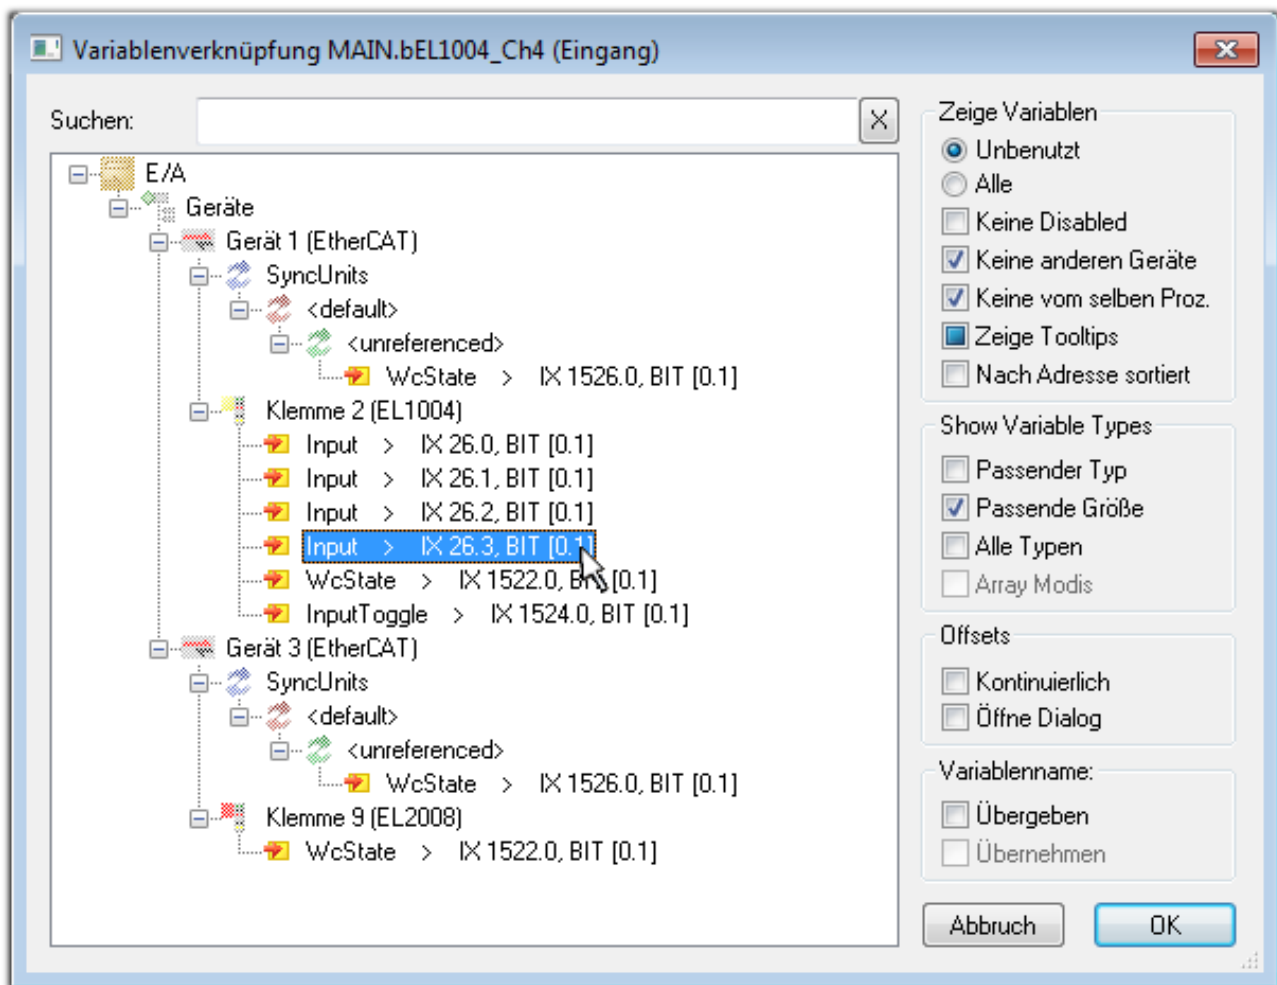 Variablenverknüpfung MAIN.bEL1004_Ch4 (Eingang)
Suchen:
X
E/A
Geräte
Gerät 1 (EtherCAT)
SyncUnits
<default>
<unreferenced>
WcState > IX 1526.0, BIT [0.1]
Klemme 2 (EL1004)
Input > IX 26.0, BIT [0.1]
Input > IX 26.1, BIT [0.1]
Input > IX 26.2, BIT [0.1]
Input > IX 26.3, BIT [0.1]
WcState > IX 1522.0, BIT [0.1]
InputToggle > IX 1524.0, BIT [0.1]
Gerät 3 (EtherCAT)
SyncUnits
<default>
<unreferenced>
WcState > IX 1526.0, BIT [0.1]
Klemme 9 (EL2008)
WcState > IX 1522.0, BIT [0.1]
Zeige Variablen
Unbenutzt
Alle
Keine Disabled
Keine anderen Geräte
Keine vom selben Proz.
Zeige Tooltips
Nach Adresse sortiert
Show Variable Types
Passender Typ
Passende Größe
Alle Typen
Array Modis
Offsets
Kontinuierlich
Öffne Dialog
Variablenname:
Übergeben
Übernehmen
Abbruch
OK